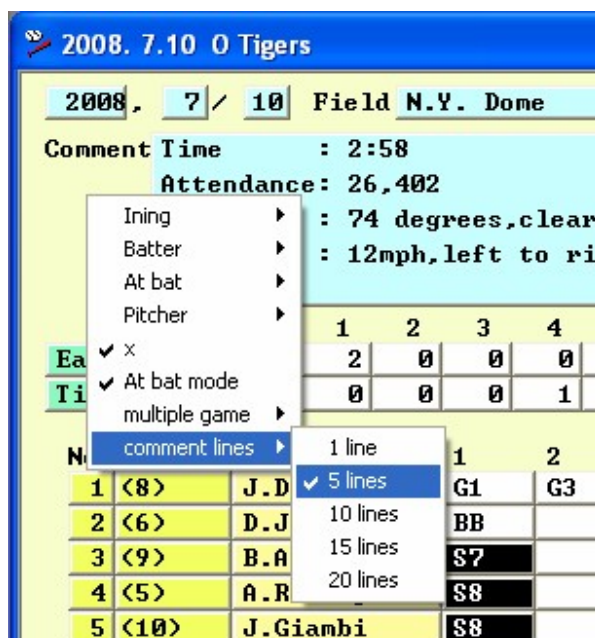 2008. 7.10 O Tigers
2008, 7/ 10 Field N.Y. Dome
Comment Time : 2:58
Attendance: 26,402
: 74 degrees,clear
: 12mph,left to ri
Ining
Batter
At bat
Pitcher
x
At bat mode
multiple game
comment lines
1 line
5 lines
10 lines
15 lines
20 lines
1 2 3 4
Ea 2 0 0 0
Ti 0 0 0 1
1 2
1 (8) J.D G1 G3
2 (6) D.J BB
3 (9) B.A S7
4 (5) A.R S8
5 (10) J.Giambi S8